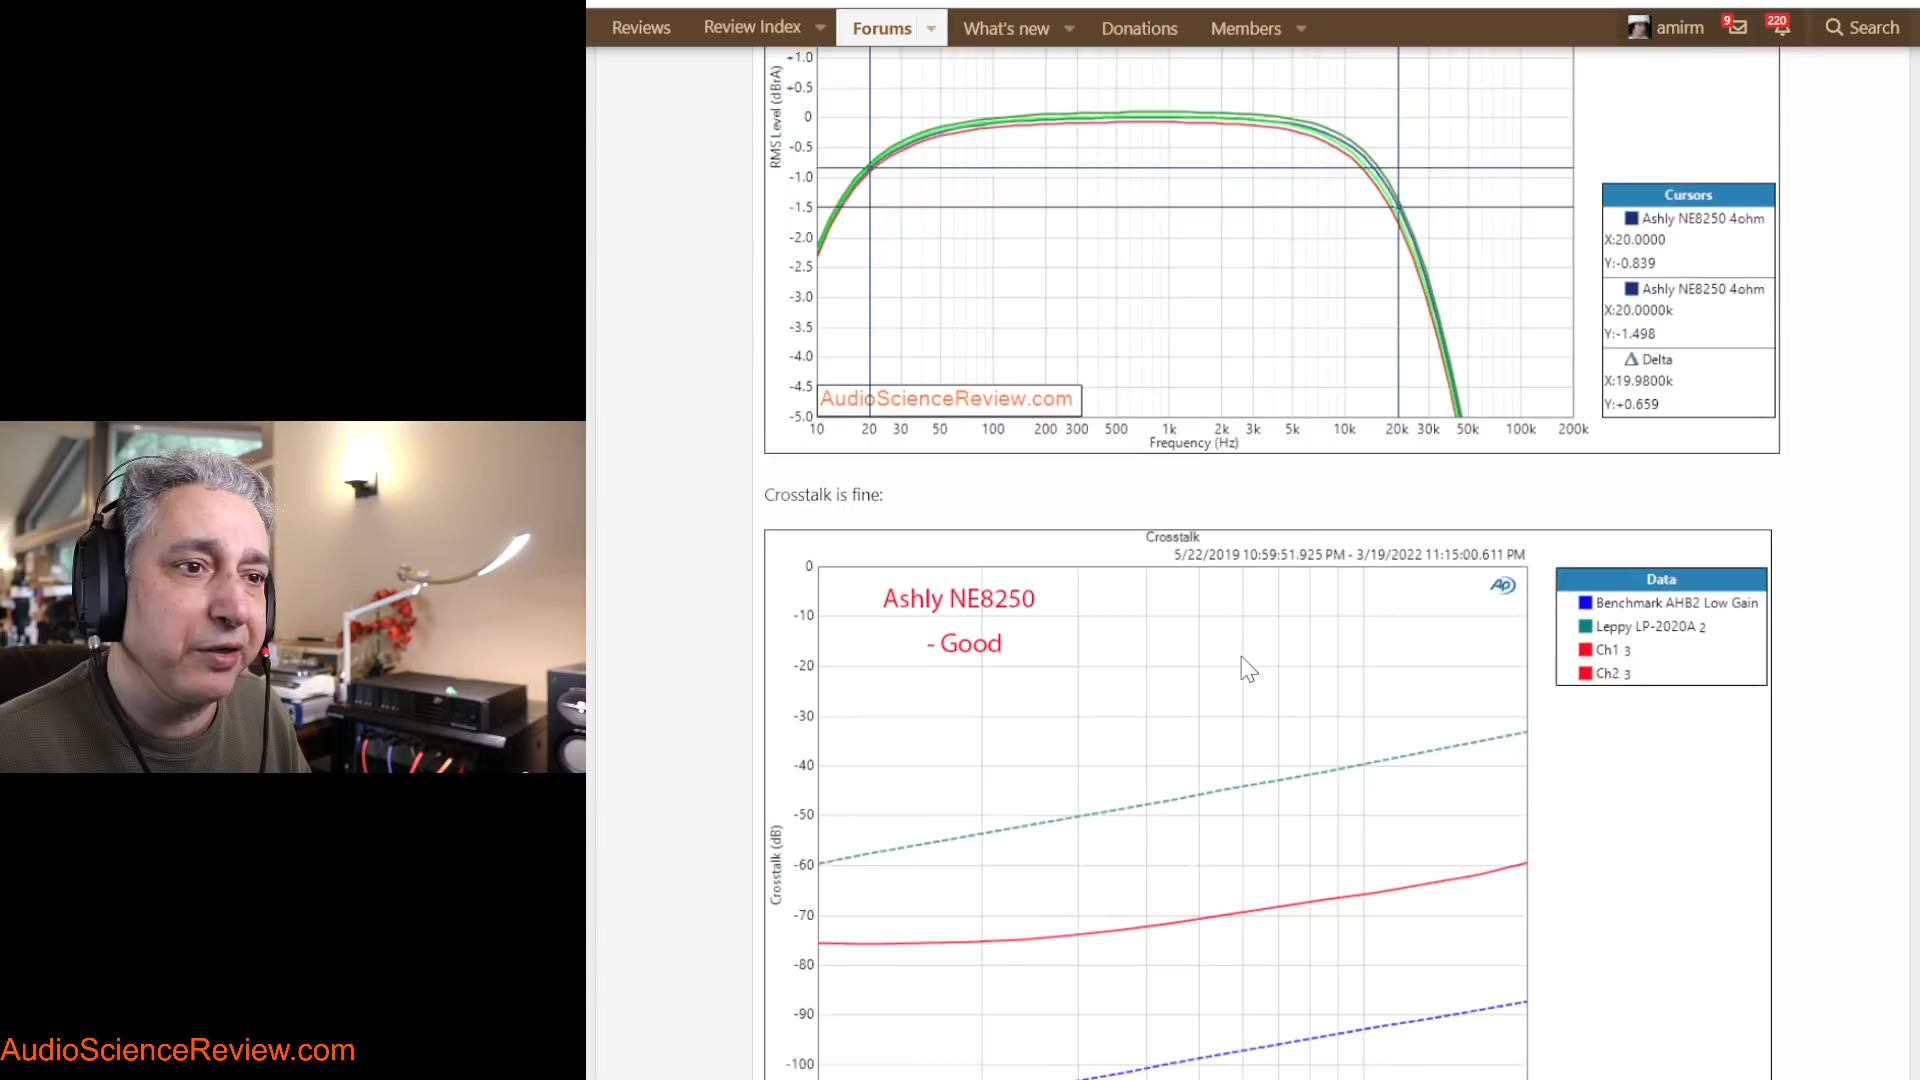 Reviews
Review Index
Forums
What's new
Donations
Members
amirm
9
220
Search
RMS Level (dBrA)
+1.0
+0.5
0
-0.5
-1.0
-1.5
-2.0
-2.5
-3.0
-3.5
-4.0
-4.5
-5.0
AudioScienceReview.com
10 20 30 50 100 200 300 500 1k 2k 3k 5k 10k 20k 30k 50k 100k 200k
Frequency (Hz)
Cursors
Ashly NE8250 4ohm
X:20.0000
Y:-0.839
Ashly NE8250 4ohm
X:20.0000k
Y:-1.498
Δ Delta
X:19.9800k
Y:+0.659
Crosstalk is fine:
Crosstalk
5/22/2019 10:59:51.925 PM - 3/19/2022 11:15:00.611 PM
Ashly NE8250
- Good
AP
Crosstalk (dB)
0
-10
-20
-30
-40
-50
-60
-70
-80
-90
-100
Data
Benchmark AHB2 Low Gain
Leppy LP-2020A 2
Ch1 3
Ch2 3
AudioScienceReview.com